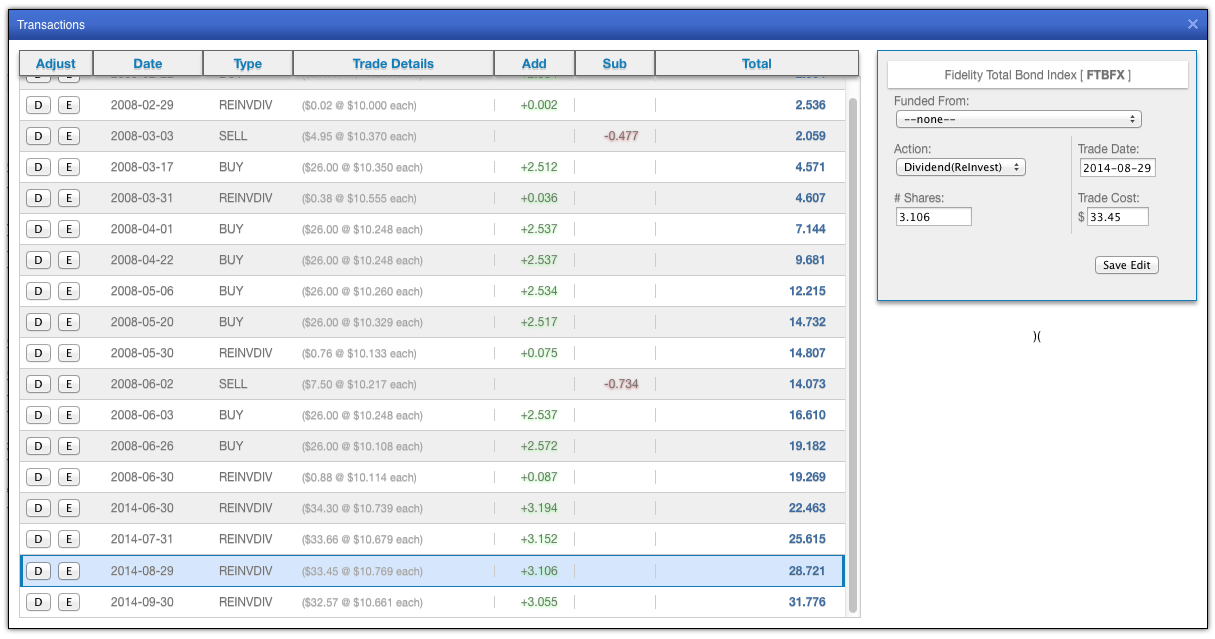 Transactions
Adjust Date Type Trade Details Add Sub Total
D E 2008-02-29 REINVDIV ($0.02 @ $10.000 each) +0.002 2.536
D E 2008-03-03 SELL ($4.95 @ $10.370 each) -0.477 2.059
D E 2008-03-17 BUY ($26.00 @ $10.350 each) +2.512 4.571
D E 2008-03-31 REINVDIV ($0.38 @ $10.555 each) +0.036 4.607
D E 2008-04-01 BUY ($26.00 @ $10.248 each) +2.537 7.144
D E 2008-04-22 BUY ($26.00 @ $10.248 each) +2.537 9.681
D E 2008-05-06 BUY ($26.00 @ $10.260 each) +2.534 12.215
D E 2008-05-20 BUY ($26.00 @ $10.329 each) +2.517 14.732
D E 2008-05-30 REINVDIV ($0.76 @ $10.133 each) +0.075 14.807
D E 2008-06-02 SELL ($7.50 @ $10.217 each) -0.734 14.073
D E 2008-06-03 BUY ($26.00 @ $10.248 each) +2.537 16.610
D E 2008-06-26 BUY ($26.00 @ $10.108 each) +2.572 19.182
D E 2008-06-30 REINVDIV ($0.88 @ $10.114 each) +0.087 19.269
D E 2014-06-30 REINVDIV ($34.30 @ $10.739 each) +3.194 22.463
D E 2014-07-31 REINVDIV ($33.66 @ $10.679 each) +3.152 25.615
D E 2014-08-29 REINVDIV ($33.45 @ $10.769 each) +3.106 28.721
D E 2014-09-30 REINVDIV ($32.57 @ $10.661 each) +3.055 31.776
Fidelity Total Bond Index [ FTBFX ]
Funded From:
--none--
Action: Trade Date:
Dividend(ReInvest) 2014-08-29
# Shares: Trade Cost:
3.106 $ 33.45
Save Edit
)(